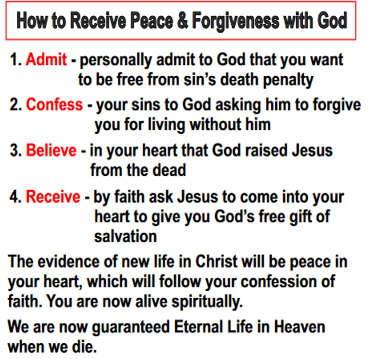 How to Receive Peace & Forgiveness with God
1. Admit - personally admit to God that you want
to be free from sin's death penalty
2. Confess - your sins to God asking him to forgive
you for living without him
3. Believe - in your heart that God raised Jesus
from the dead
4. Receive - by faith ask Jesus to come into your
heart to give you God's free gift of
salvation
The evidence of new life in Christ will be peace in
your heart, which will follow your confession of
faith. You are now alive spiritually.
We are now guaranteed Eternal Life in Heaven
when we die.